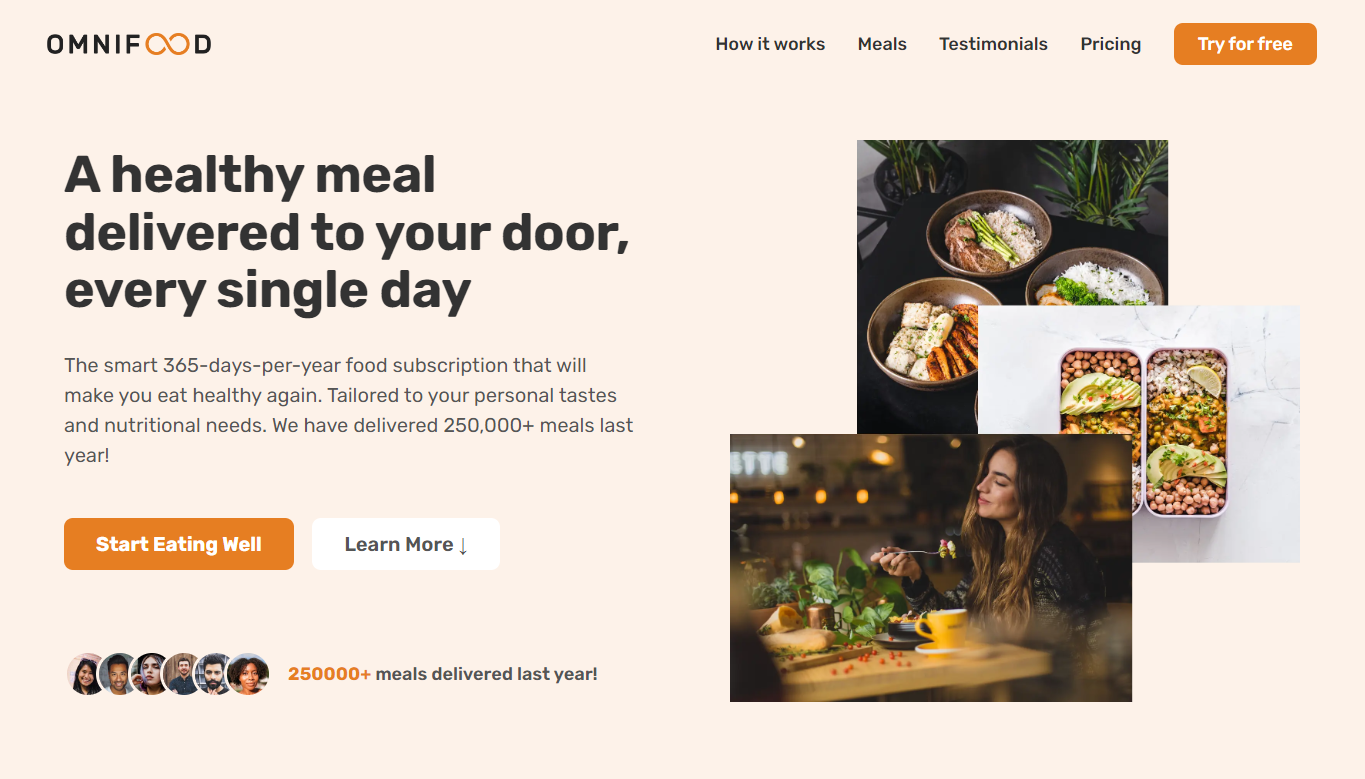 OMNIFOOD
How it works Meals Testimonials Pricing Try for free
A healthy meal
delivered to your door,
every single day
The smart 365-days-per-year food subscription that will
make you eat healthy again. Tailored to your personal tastes
and nutritional needs. We have delivered 250,000+ meals last
year!
Start Eating Well Learn More ↓
250000+ meals delivered last year!